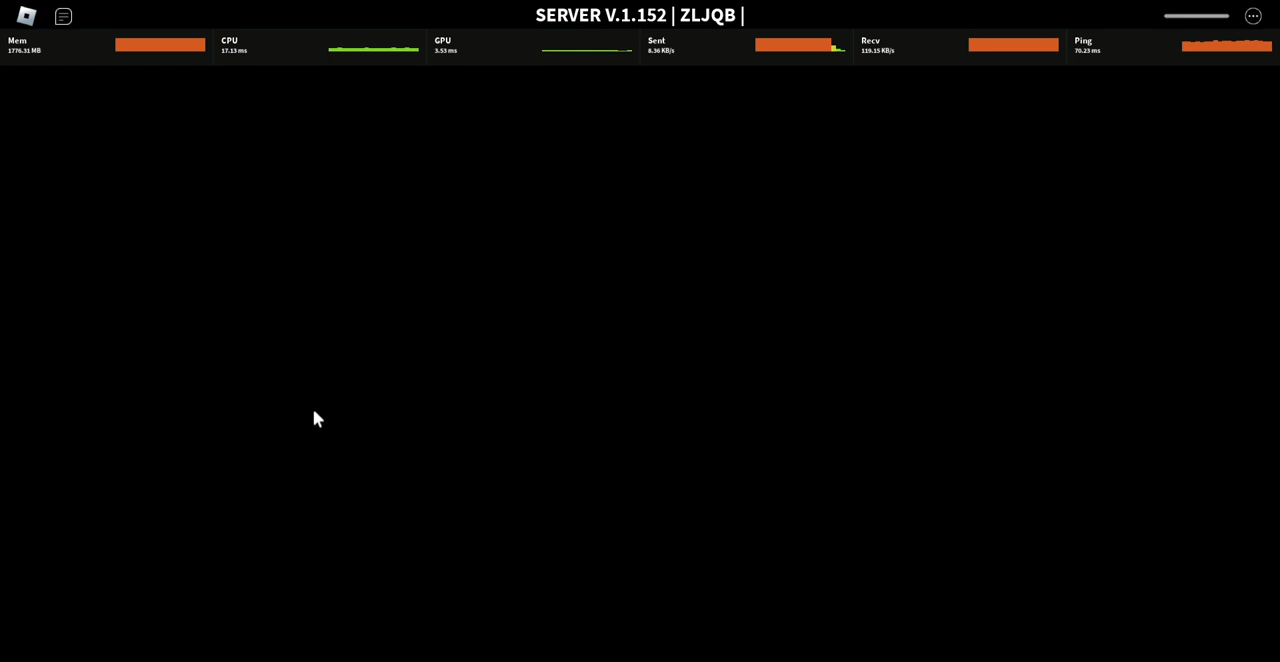 SERVER V.1.152 | ZLJQB |
Mem
1776.31 MB
CPU
17.13 ms
GPU
3.53 ms
Sent
8.36 KB/s
Recv
119.15 KB/s
Ping
70.23 ms